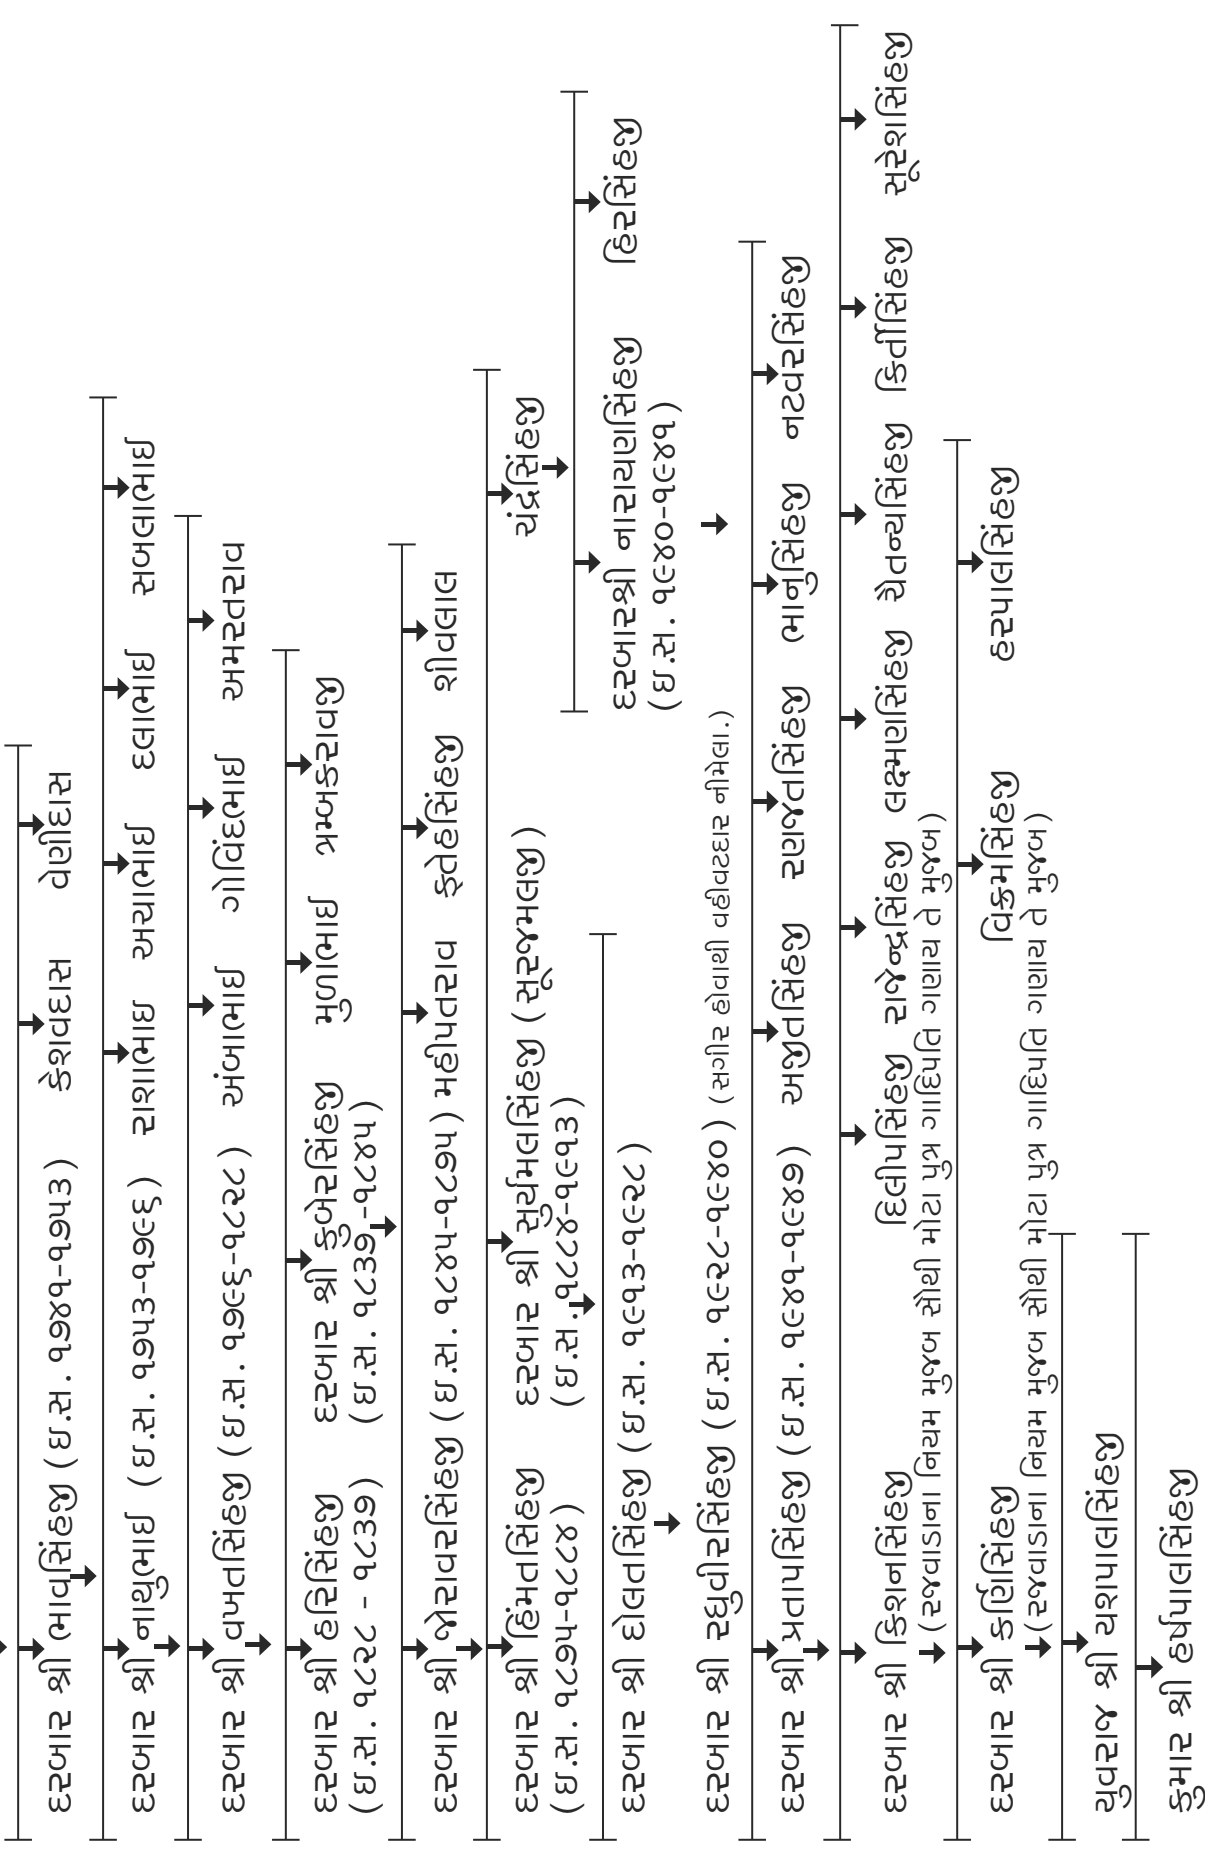 દરબાર શ્રી ભાવસિંહજી (ઇ.સ. ૧૭૪૧-૧૭૫૩) કેશવદાસ વેણીદાસ
દરબાર શ્રી નાથુભાઇ (ઇ.સ. ૧૭૫૩-૧૭૯૬) રાશાભાઇ અચાભાઇ દલાભાઇ સબલાભાઇ
દરબાર શ્રી વખતસિંહજી (ઇ.સ. ૧૭૯૬-૧૮૨૮) અંબાભાઇ ગોવિંદભાઇ અમરતરાવ
દરબાર શ્રી હરિસિંહજી દરબાર શ્રી કુબેરસિંહજી મુળાભાઇ ત્રમ્બકરાવજી
(ઇ.સ. ૧૮૨૮ - ૧૮૩૭) (ઇ.સ. ૧૮૩૭-૧૮૪૫)
દરબાર શ્રી જોરાવરસિંહજી (ઇ.સ. ૧૮૪૫-૧૮૭૫) મહીપતરાવ ફતેહસિંહજી શીવલાલ
દરબાર શ્રી હિંમતસિંહજી દરબાર શ્રી સુર્યમલસિંહજી (સૂરજમલજી) ચંદ્રસિંહજી
(ઇ.સ. ૧૮૭૫-૧૮૮૪) (ઇ.સ. ૧૮૮૪-૧૯૧૩)
દરબાર શ્રી દોલતસિંહજી (ઇ.સ. ૧૯૧૩-૧૯૨૮) દરબારશ્રી નારાયણસિંહજી હિરસિંહજી
(ઇ.સ. ૧૯૪૦-૧૯૪૧)
દરબાર શ્રી રઘુવીરસિંહજી (ઇ.સ. ૧૯૨૮-૧૯૪૦) (સગીર હોવાથી વહીવટદાર નીમેલા.)
દરબાર શ્રી પ્રતાપસિંહજી (ઇ.સ. ૧૯૪૧-૧૯૪૭) અજીતસિંહજી રણજતસિંહજી ભાનુસિંહજી નટવરસિંહજી
દરબાર શ્રી કિશનસિંહજી દિલીપસિંહજી રાજેન્દ્રસિંહજી લક્ષ્મણસિંહજી ચૈતન્યસિંહજી કિર્તીસિંહજી સૂરેશસિંહજી
(રજવાડાના નિયમ મુજબ સૌથી મોટા પુત્ર ગાદિપતિ ગણાય તે મુજબ)
દરબાર શ્રી કર્ણિસિંહજી વિક્રમસિંહજી હરપાલસિંહજી
(રજવાડાના નિયમ મુજબ સૌથી મોટા પુત્ર ગાદિપતિ ગણાય તે મુજબ)
યુવરાજ શ્રી યશપાલસિંહજી
કુમાર શ્રી હર્ષપાલસિંહજી